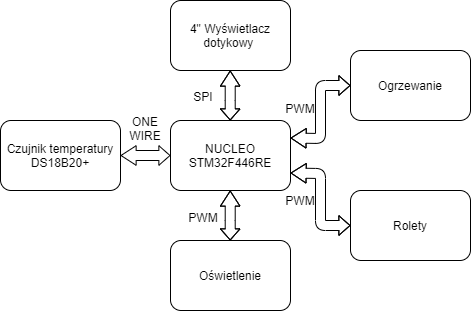 4" Wyświetlacz
dotykowy
SPI
PWM
Ogrzewanie
ONE
WIRE
Czujnik temperatury
DS18B20+
NUCLEO
STM32F446RE
PWM
PWM
Rolety
Oświetlenie